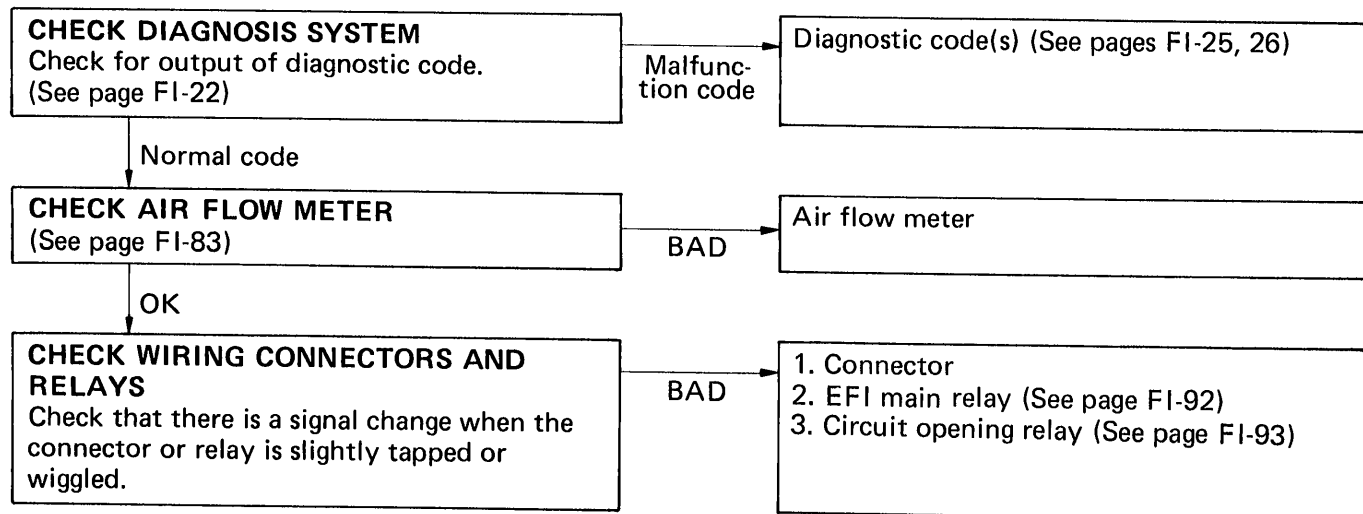 CHECK DIAGNOSIS SYSTEM
Check for output of diagnostic code.
(See page FI-22)
Malfunc-
tion code
Diagnostic code(s) (See pages FI-25, 26)
Normal code
CHECK AIR FLOW METER
(See page FI-83)
BAD
Air flow meter
OK
CHECK WIRING CONNECTORS AND
RELAYS
Check that there is a signal change when the
connector or relay is slightly tapped or
wiggled.
BAD
1. Connector
2. EFI main relay (See page FI-92)
3. Circuit opening relay (See page FI-93)